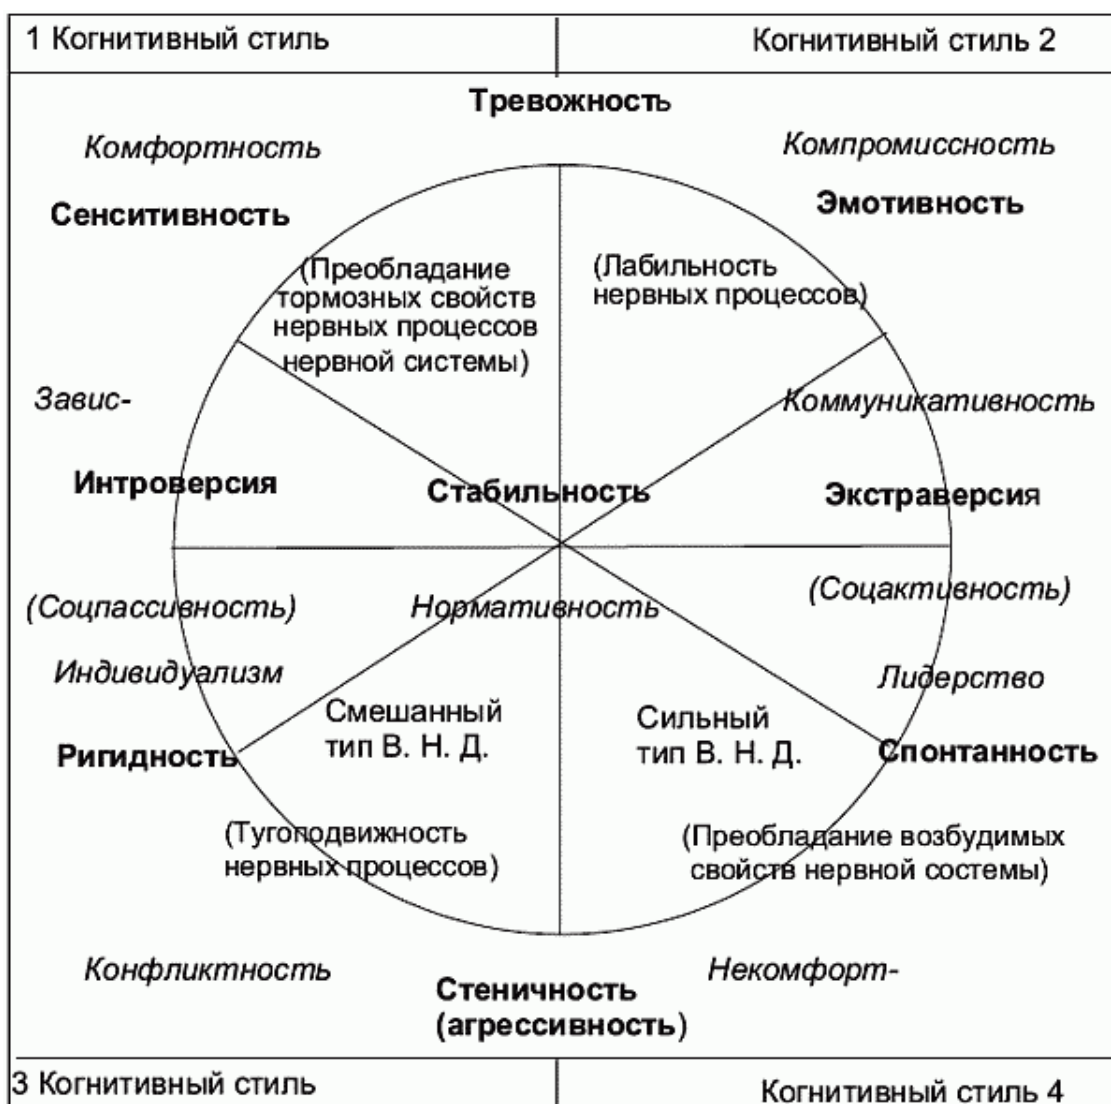 1 Когнитивный стиль
Когнитивный стиль 2
Тревожность
Комфортность
Компромиссность
Сенситивность
Эмотивность
(Преобладание
тормозных свойств
нервных процессов
нервной системы)
(Лабильность
нервных процессов)
Завис-
Коммуникативность
Интроверсия
Стабильность
Экстраверсия
(Соцпассивность)
Нормативность
(Соцактивность)
Индивидуализм
Лидерство
Смешанный
тип В. Н. Д.
Сильный
тип В. Н. Д.
Ригидность
Спонтанность
(Тугоподвижность
нервных процессов)
(Преобладание возбудимых
свойств нервной состемы)
Конфликтность
Некомфорт-
Стеничность
(агрессивность)
3 Когнитивный стиль
Когнитивный стиль 4